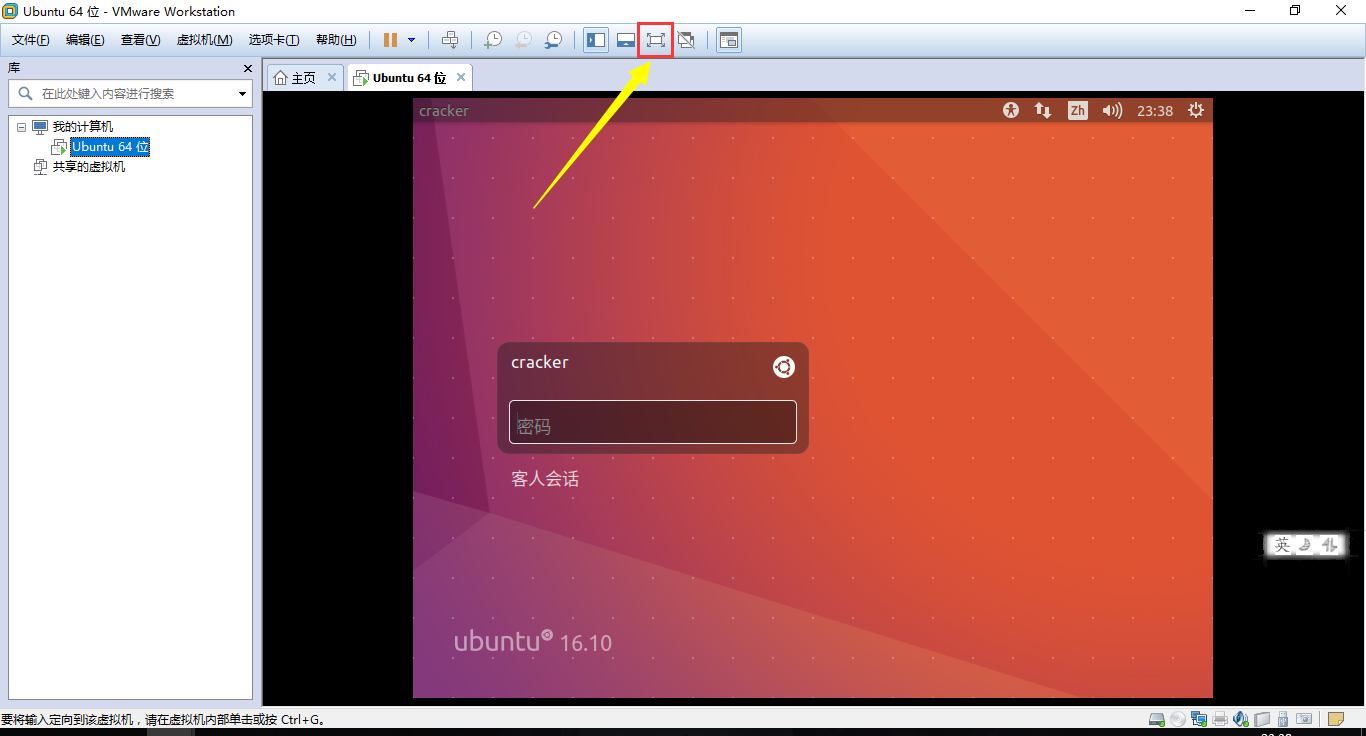 Ubuntu 64 位 - VMware Workstation
文件(F) 编辑(E) 查看(V) 虚拟机(M) 选项卡(T) 帮助(H)
库
主页 Ubuntu 64 位
在此处键入内容进行搜索
cracker Zh 23:38
我的计算机
Ubuntu 64 位
共享的虚拟机
cracker
密码
客人会话
英
ubuntu 16.10
要将输入定向到该虚拟机，请在虚拟机内部单击或按 Ctrl+G。